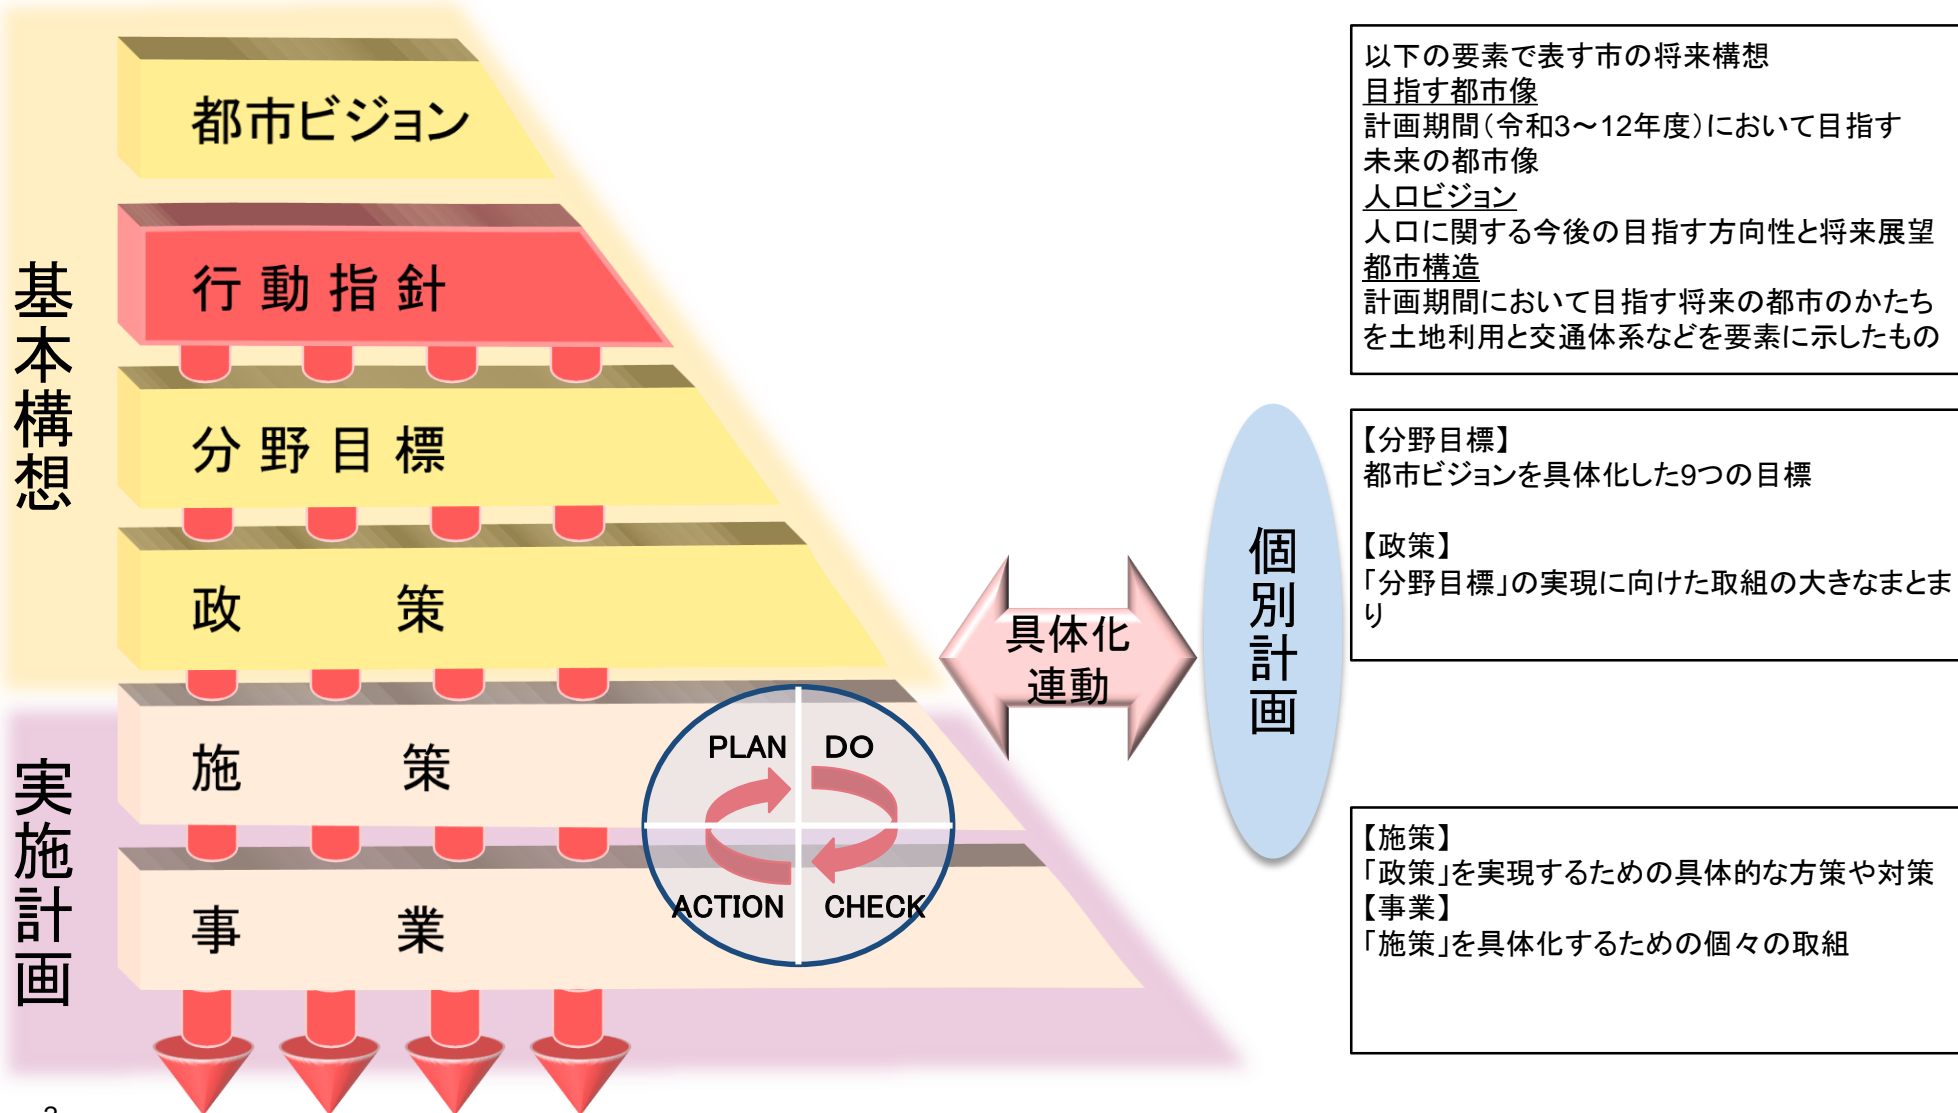 基本構想
都市ビジョン
行動指針
分野目標
政策
実施計画
施策
事業
PLAN
DO
ACTION
CHECK
具体化
連動
個別計画
以下の要素で表す市の将来構想
目指す都市像
計画期間（令和3～12年度）において目指す
未来の都市像
人口ビジョン
人口に関する今後の目指す方向性と将来展望
都市構造
計画期間において目指す将来の都市のかたち
を土地利用と交通体系などを要素に示したもの
【分野目標】
都市ビジョンを具体化した9つの目標
【政策】
「分野目標」の実現に向けた取組の大きなまとま
り
【施策】
「政策」を実現するための具体的な方策や対策
【事業】
「施策」を具体化するための個々の取組